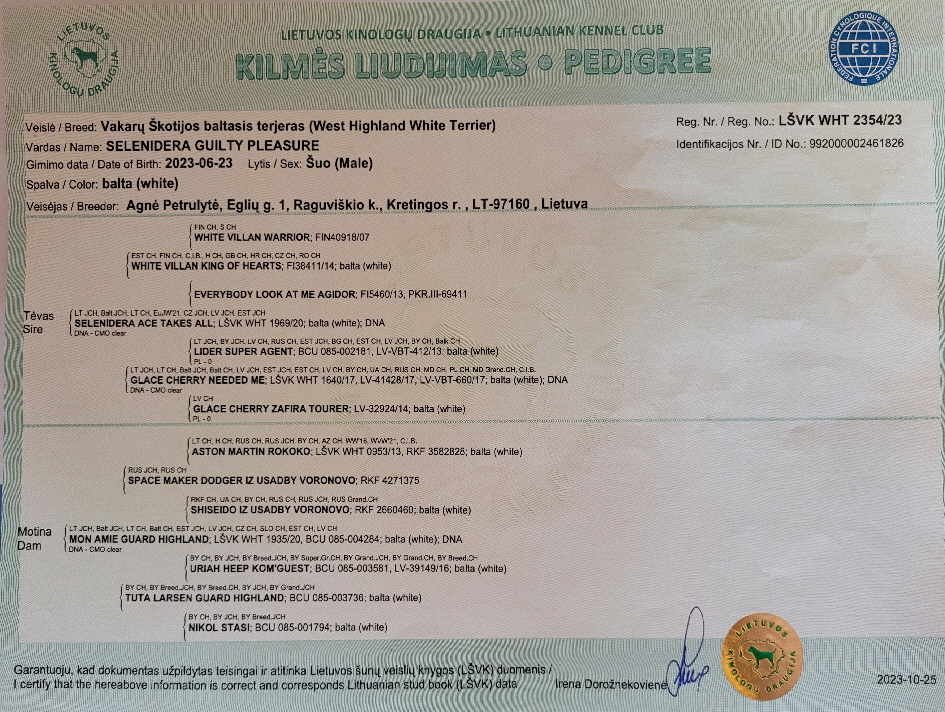 LIETUVOS KINOLOGŲ DRAUGIJA • LITHUANIAN KENNEL CLUB
KILMĖS LIUDIJIMAS • PEDIGREE
LIETUVOS KINOLOGŲ DRAUGIJA
FEDERATION CYNOLOGIQUE INTERNATIONALE
FCI
Veislė / Breed: Vakarų Škotijos baltasis terjeras (West Highland White Terrier)
Reg. Nr. / Reg. No.: LŠVK WHT 2354/23
Vardas / Name: SELENIDERA GUILTY PLEASURE
Identifikacijos Nr. / ID No.: 992000002461826
Gimimo data / Date of Birth: 2023-06-23 Lytis / Sex: Šuo (Male)
Spalva / Color: balta (white)
Veisėjas / Breeder: Agnė Petrulytė, Eglių g. 1, Raguviškio k., Kretingos r. , LT-97160 , Lietuva
FIN CH, S CH
WHITE VILLAN WARRIOR; FIN40918/07
EST CH, FIN CH, C.I.B., H CH, GB CH, HR CH, CZ CH, RO CH
WHITE VILLAN KING OF HEARTS; FI38411/14; balta (white)
EVERYBODY LOOK AT ME AGIDOR; FI5460/13, PKR.III-69411
Tėvas
Sire
LT JCH, Balt JCH, LT CH, EuJW'21, CZ JCH, LV JCH, EST JCH
SELENIDERA ACE TAKES ALL; LŠVK WHT 1969/20; balta (white); DNA
DNA - CMO clear
LT JCH, BY JCH, LV CH, RUS CH, EST JCH, BG CH, EST CH, LV JCH, BY CH, Balk CH
LIDER SUPER AGENT; BCU 085-002181, LV-VBT-412/13; balta (white)
PL - 0
LT JCH, LT CH, Balt JCH, Balt CH, LV JCH, EST JCH, EST CH, LV CH, BY CH, UA CH, RUS CH, MD CH, PL CH, MD Grand.CH, C.I.B.
GLACE CHERRY NEEDED ME; LŠVK WHT 1640/17, LV-41428/17, LV-VBT-660/17; balta (white); DNA
DNA - CMO clear
LV CH
GLACE CHERRY ZAFIRA TOURER; LV-32924/14; balta (white)
PL - 0
LT CH, H CH, RUS CH, RUS JCH, BY CH, AZ CH, WW'16, WVW'21, C.I.B.
ASTON MARTIN ROKOKO; LŠVK WHT 0953/13, RKF 3582828; balta (white)
RUS JCH, RUS CH
SPACE MAKER DODGER IZ USADBY VORONOVO; RKF 4271375
RKF CH, UA CH, BY CH, RUS CH, RUS JCH, RUS Grand.CH
SHISEIDO IZ USADBY VORONOVO; RKF 2660460; balta (white)
Motina
Dam
LT JCH, Balt JCH, LT CH, Balt CH, EST JCH, LV JCH, CZ CH, SLO CH, EST CH, LV CH
MON AMIE GUARD HIGHLAND; LŠVK WHT 1935/20, BCU 085-004284; balta (white); DNA
DNA - CMO clear
BY CH, BY JCH, BY Breed.JCH, BY Super.Gr.CH, BY Grand.JCH, BY Grand.CH, BY Breed.CH
URIAH HEEP KOM'GUEST; BCU 085-003581, LV-39149/16; balta (white)
BY CH, BY Breed.JCH, BY Breed.CH, BY JCH, BY Grand.JCH
TUTA LARSEN GUARD HIGHLAND; BCU 085-003736; balta (white)
BY CH, BY JCH, BY Breed.JCH
NIKOL STASI; BCU 085-001794; balta (white)
Garantuoju, kad dokumentas užpildytas teisingai ir atitinka Lietuvos šunų veislių knygos (LŠVK) duomenis /
I certify that the hereabove information is correct and corresponds Lithuanian stud book (LŠVK) data
Irena Dorožnekovienė
LIETUVOS KINOLOGŲ DRAUGIJA
2023-10-25